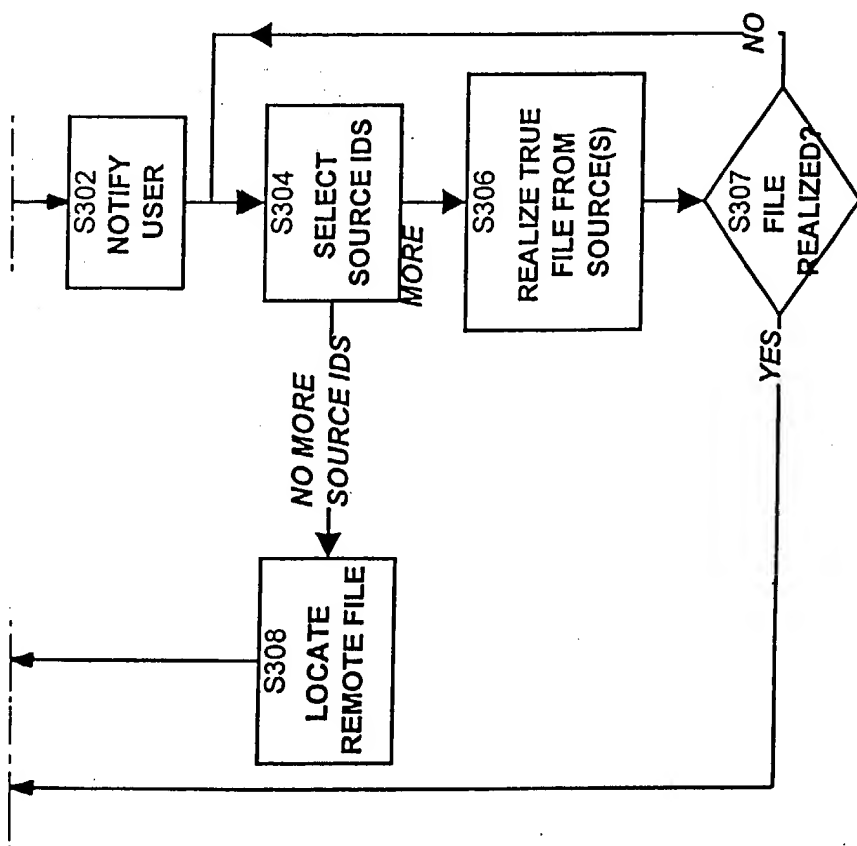 S302
NOTIFY
USER
S304
SELECT
SOURCE IDS
MORE
NO MORE
SOURCE IDS
S306
REALIZE TRUE
FILE FROM
SOURCE(S)
S307
FILE
REALIZED?
NO
YES
S308
LOCATE
REMOTE FILE